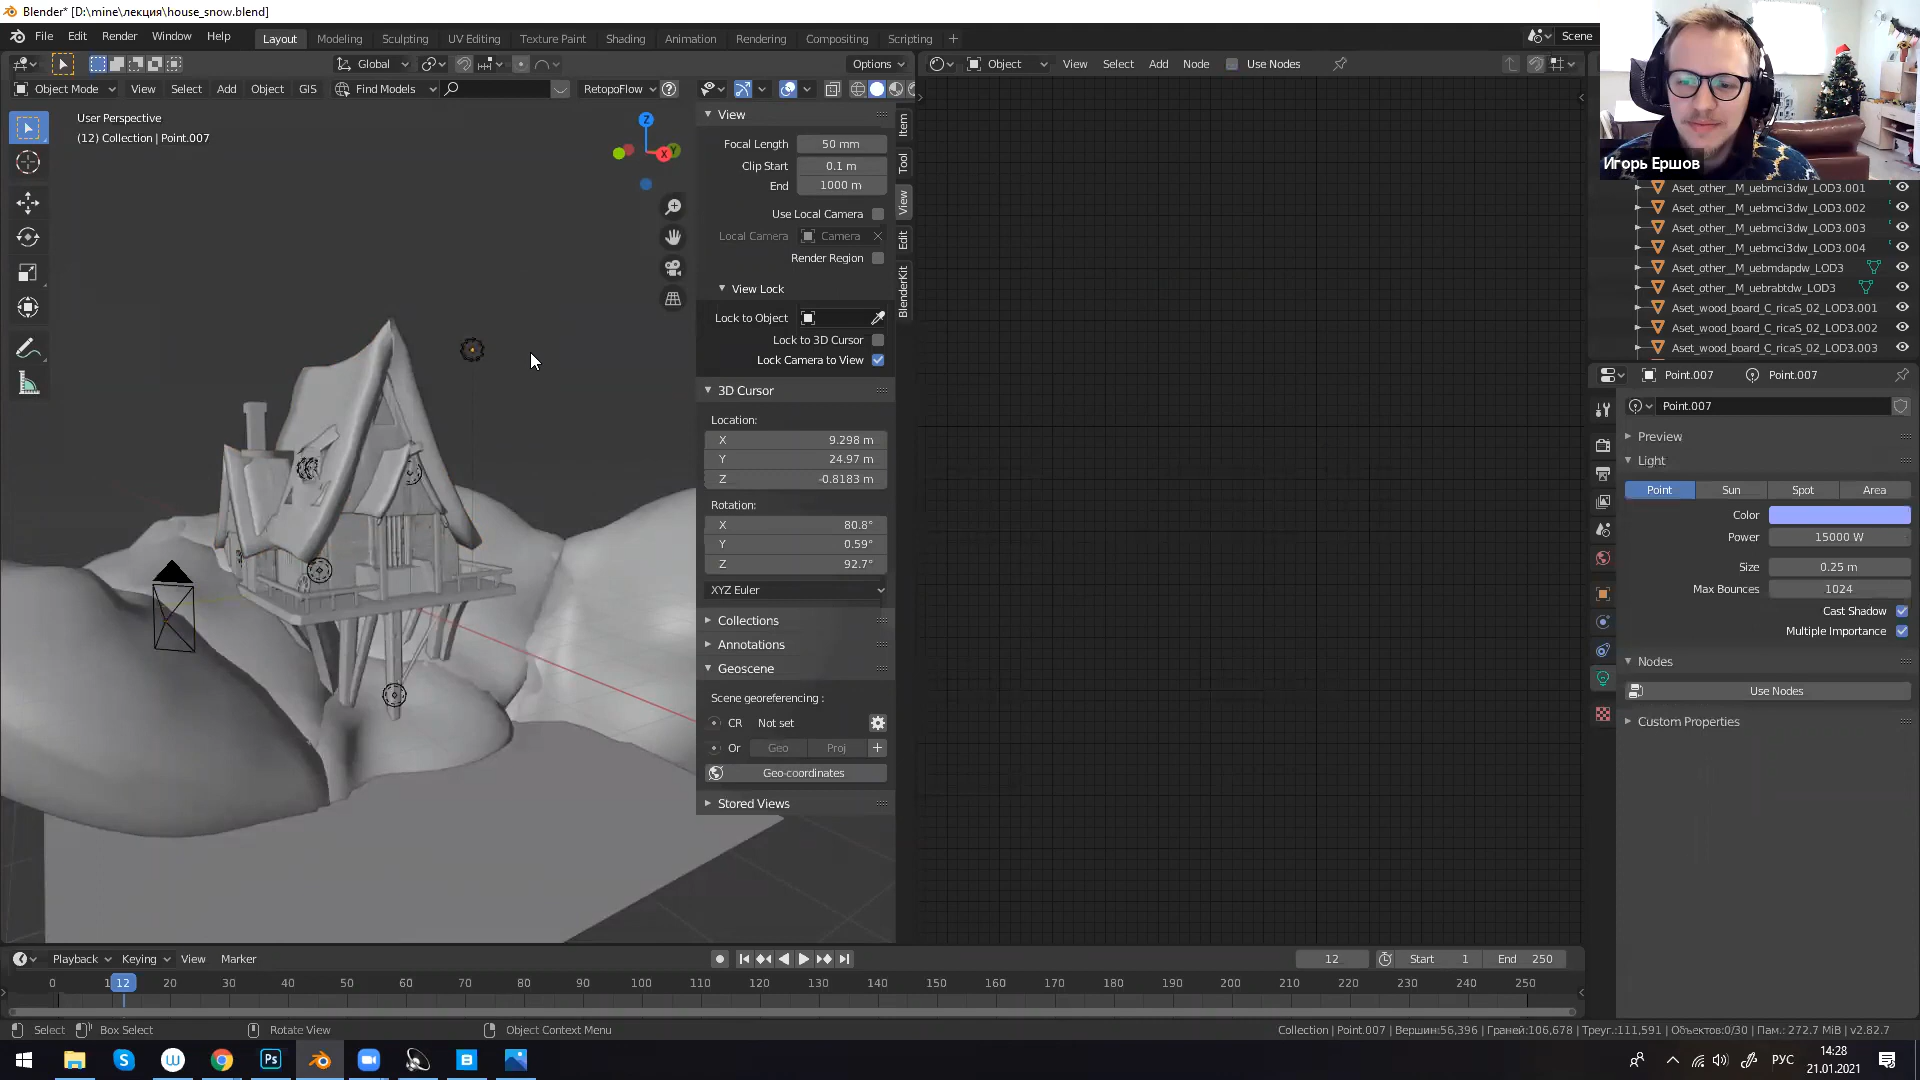 Blender* [D:\mine\лекция\house_snow.blend]
File Edit Render Window Help
Layout Modeling Sculpting UV Editing Texture Paint Shading Animation Rendering Compositing Scripting
Scene
Global
Options
Object View Select Add Node Use Nodes
Object Mode View Select Add Object GIS Find Models RetopoFlow
User Perspective
(12) Collection | Point.007
Z
X
Y
View
Focal Length 50 mm
Clip Start 0.1 m
End 1000 m
Use Local Camera
Local Camera Camera
Render Region
View Lock
Lock to Object
Lock to 3D Cursor
Lock Camera to View
3D Cursor
Location:
X 9.298 m
Y 24.97 m
Z -0.8183 m
Rotation:
X 80.8°
Y 0.59°
Z 92.7°
XYZ Euler
Collections
Annotations
Geoscene
Scene georeferencing :
CR Not set
Or Geo Proj
Geo-coordinates
Stored Views
Item
Tool
View
Edit
BlenderKit
Игорь Ершов
Aset_other__M_uebmci3dw_LOD3.001
Aset_other__M_uebmci3dw_LOD3.002
Aset_other__M_uebmci3dw_LOD3.003
Aset_other__M_uebmci3dw_LOD3.004
Aset_other__M_uebmdapdw_LOD3
Aset_other__M_uebrabtdw_LOD3
Aset_wood_board_C_ricaS_02_LOD3.001
Aset_wood_board_C_ricaS_02_LOD3.002
Aset_wood_board_C_ricaS_02_LOD3.003
Point.007 Point.007
Point.007
Preview
Light
Point Sun Spot Area
Color
Power 15000 W
Size 0.25 m
Max Bounces 1024
Cast Shadow
Multiple Importance
Nodes
Use Nodes
Custom Properties
Playback Keying View Marker
12 Start 1 End 250
0 1 12 20 30 40 50 60 70 80 90 100 110 120 130 140 150 160 170 180 190 200 210 220 230 240 250
Select Box Select Rotate View Object Context Menu
Collection | Point.007 | Вершин:56,396 | Граней:106,678 | Треуг.:111,591 | Объектов:0/30 | Пам.: 272.7 MiB | v2.82.7
РУС
14:28
21.01.2021